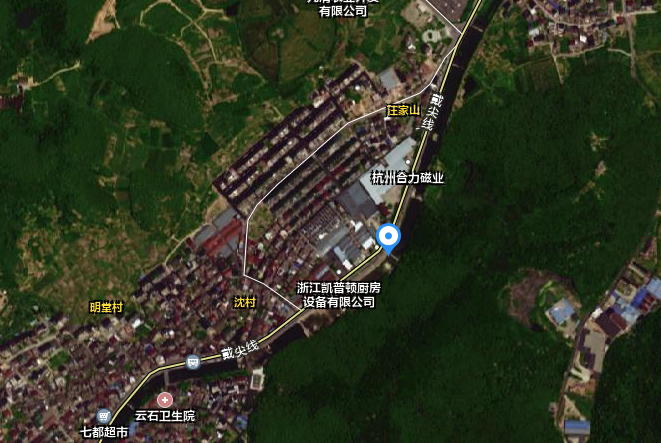 有限公司
戴尖线
汪家山
杭州合力磁业
浙江凯普顿厨房
设备有限公司
沈村
明堂村
戴尖线
云石卫生院
七都超市